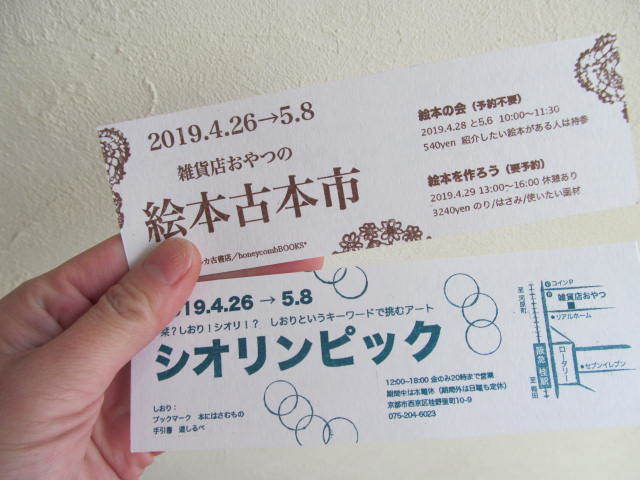 2019.4.26→5.8
雑貨店おやつの
絵本古本市
カ古書店/honeycombBOOKS*
絵本の会（予約不要）
2019.4.28 と5.6 10:00〜11:30
540yen 紹介したい絵本がある人は持参
絵本を作ろう（要予約）
2019.4.29 13:00〜16:00 休憩あり
3240yen のり/はさみ/使いたい画材
2019.4.26 → 5.8
栞?しおり!シオリ!? しおりというキーワードで挑むアート
シオリンピック
しおり:
ブックマーク 本にはさむもの
手引書 道しるべ
12:00~18:00 金のみ20時まで営業
期間中は水曜休（期間外は日曜も定休）
京都市西京区桂野里町10-9
075-204-6023
コインP
雑貨店おやつ
リアルホーム
至河原町
阪急 桂駅
ロータリー
セブンイレブン
至梅田